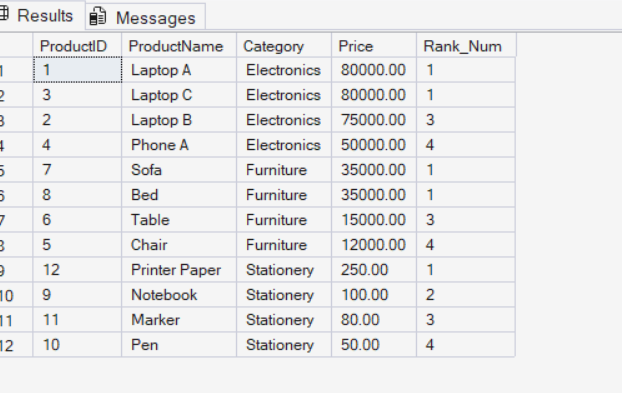 Results Messages
ProductID ProductName Category Price Rank_Num
1 1 Laptop A Electronics 80000.00 1
2 3 Laptop C Electronics 80000.00 1
3 2 Laptop B Electronics 75000.00 3
4 4 Phone A Electronics 50000.00 4
5 7 Sofa Furniture 35000.00 1
6 8 Bed Furniture 35000.00 1
7 6 Table Furniture 15000.00 3
8 5 Chair Furniture 12000.00 4
9 12 Printer Paper Stationery 250.00 1
10 9 Notebook Stationery 100.00 2
11 11 Marker Stationery 80.00 3
12 10 Pen Stationery 50.00 4